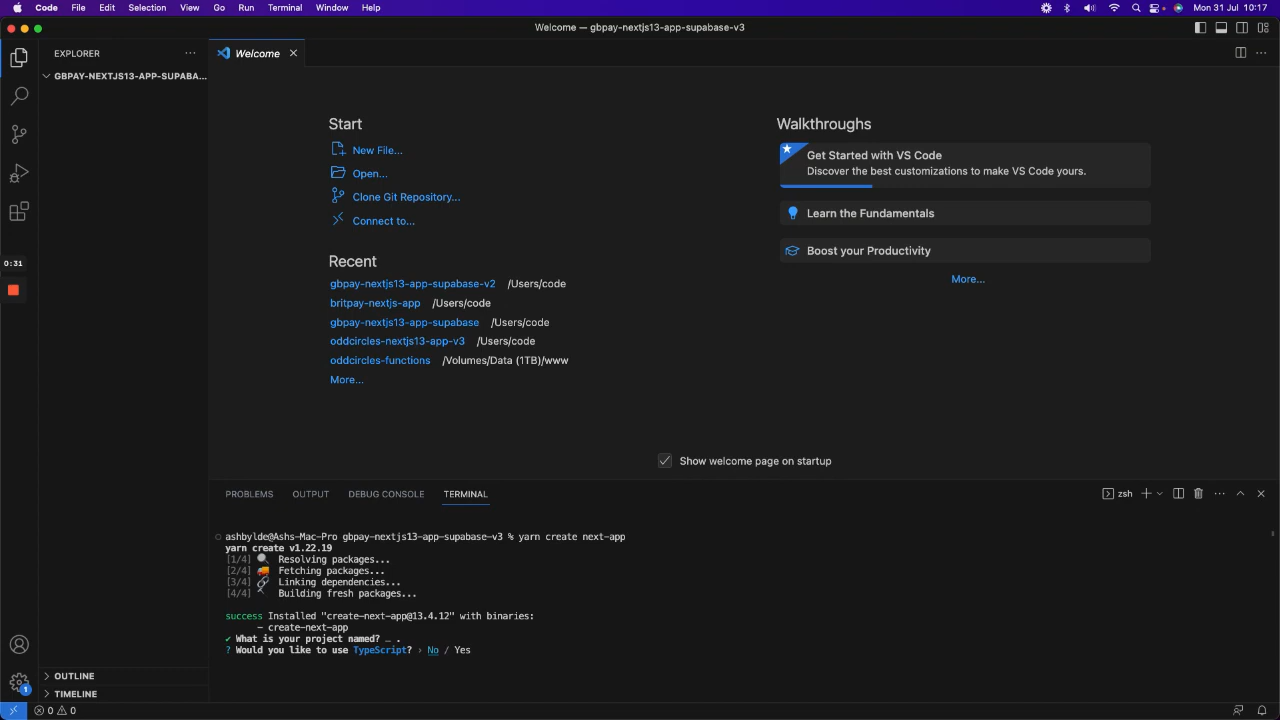 Code File Edit Selection View Go Run Terminal Window Help Mon 31 Jul 10:17
Welcome — gbpay-nextjs13-app-supabase-v3
EXPLORER
Welcome
GBPAY-NEXTJS13-APP-SUPABA...
Start
New File...
Open...
Clone Git Repository...
Connect to...
Recent
gbpay-nextjs13-app-supabase-v2 /Users/code
britpay-nextjs-app /Users/code
gbpay-nextjs13-app-supabase /Users/code
oddcircles-nextjs13-app-v3 /Users/code
oddcircles-functions /Volumes/Data (1TB)/www
More...
Walkthroughs
Get Started with VS Code
Discover the best customizations to make VS Code yours.
Learn the Fundamentals
Boost your Productivity
More...
0:31
Show welcome page on startup
PROBLEMS OUTPUT DEBUG CONSOLE TERMINAL
zsh
ashbylde@Ashs-Mac-Pro gbpay-nextjs13-app-supabase-v3 % yarn create next-app
yarn create v1.22.19
[1/4] Resolving packages...
[2/4] Fetching packages...
[3/4] Linking dependencies...
[4/4] Building fresh packages...
success Installed "create-next-app@13.4.12" with binaries:
- create-next-app
✔ What is your project named? … .
? Would you like to use TypeScript? › No / Yes
1
OUTLINE
TIMELINE
0 0 0